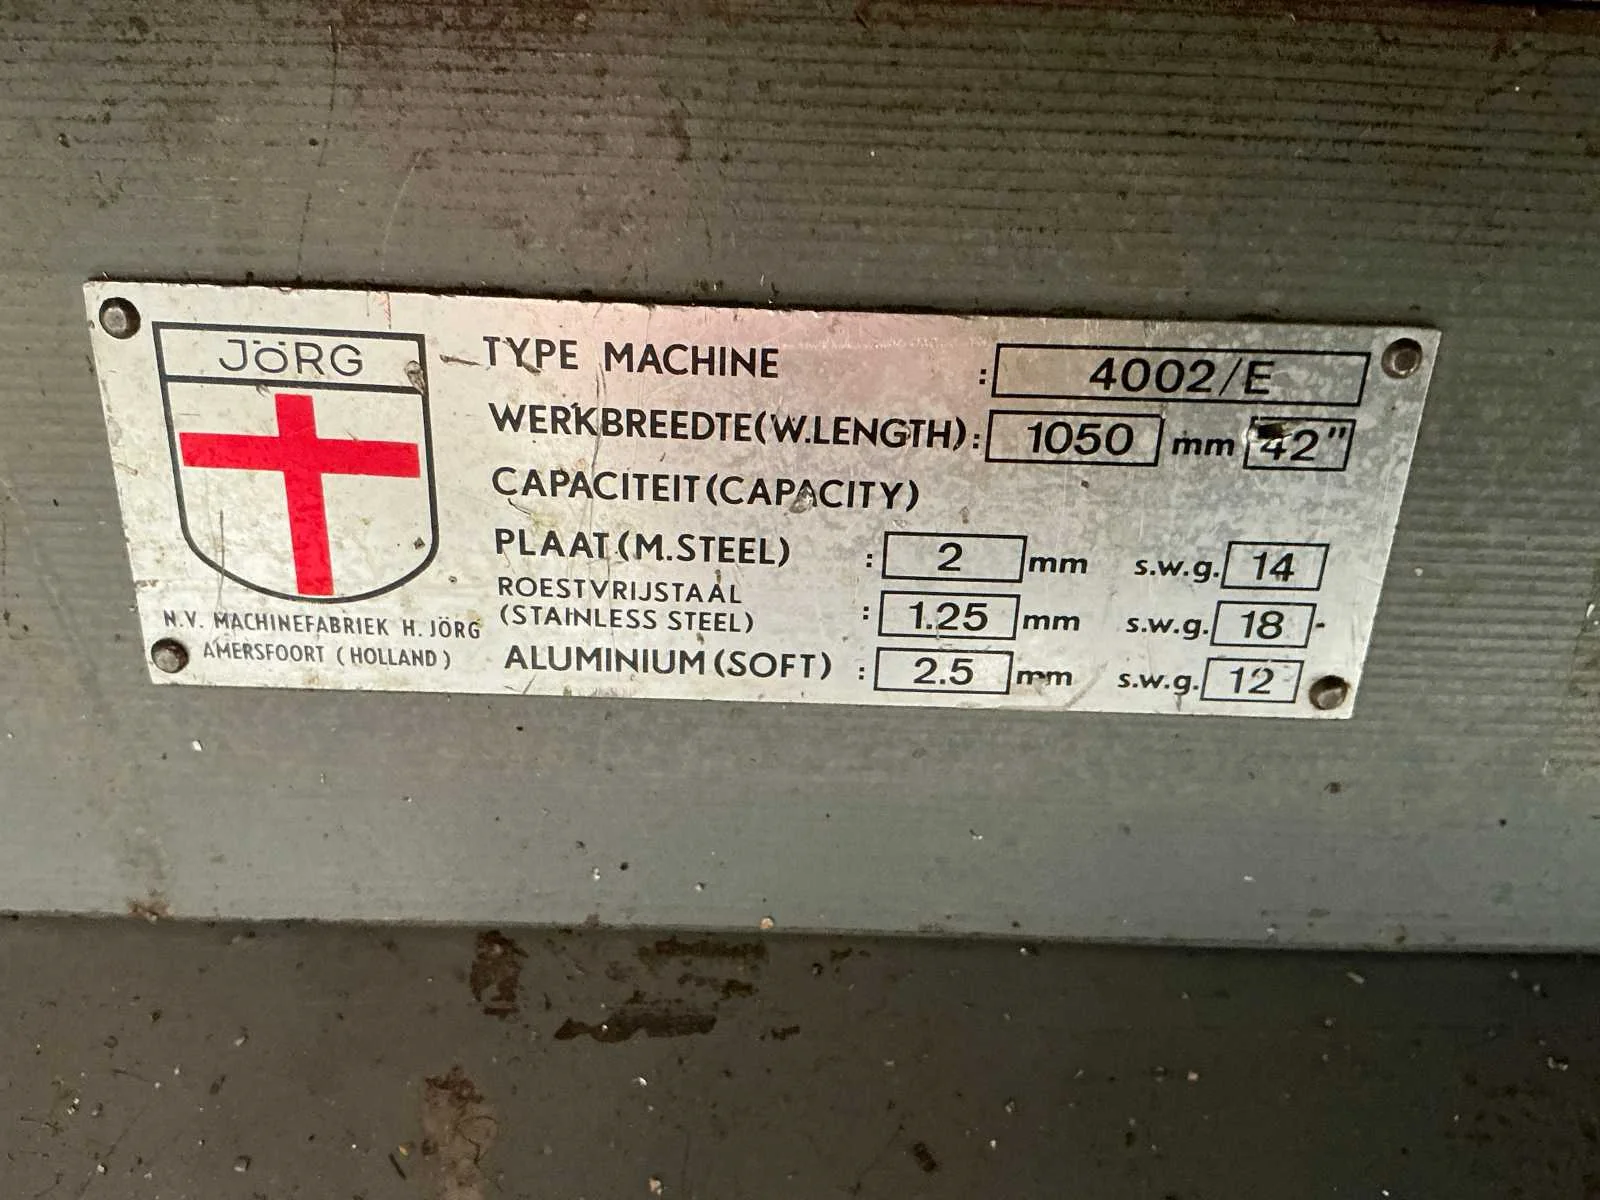 JÖRG
N.V. MACHINEFABRIEK H. JÖRG
AMERSFOORT (HOLLAND)
TYPE MACHINE : 4002/E
WERKBREEDTE(W.LENGTH): 1050 mm 42"
CAPACITEIT(CAPACITY)
PLAAT(M.STEEL) : 2 mm s.w.g. 14
ROESTVRIJSTAAL
(STAINLESS STEEL) : 1.25 mm s.w.g. 18
ALUMINIUM(SOFT) : 2.5 mm s.w.g. 12